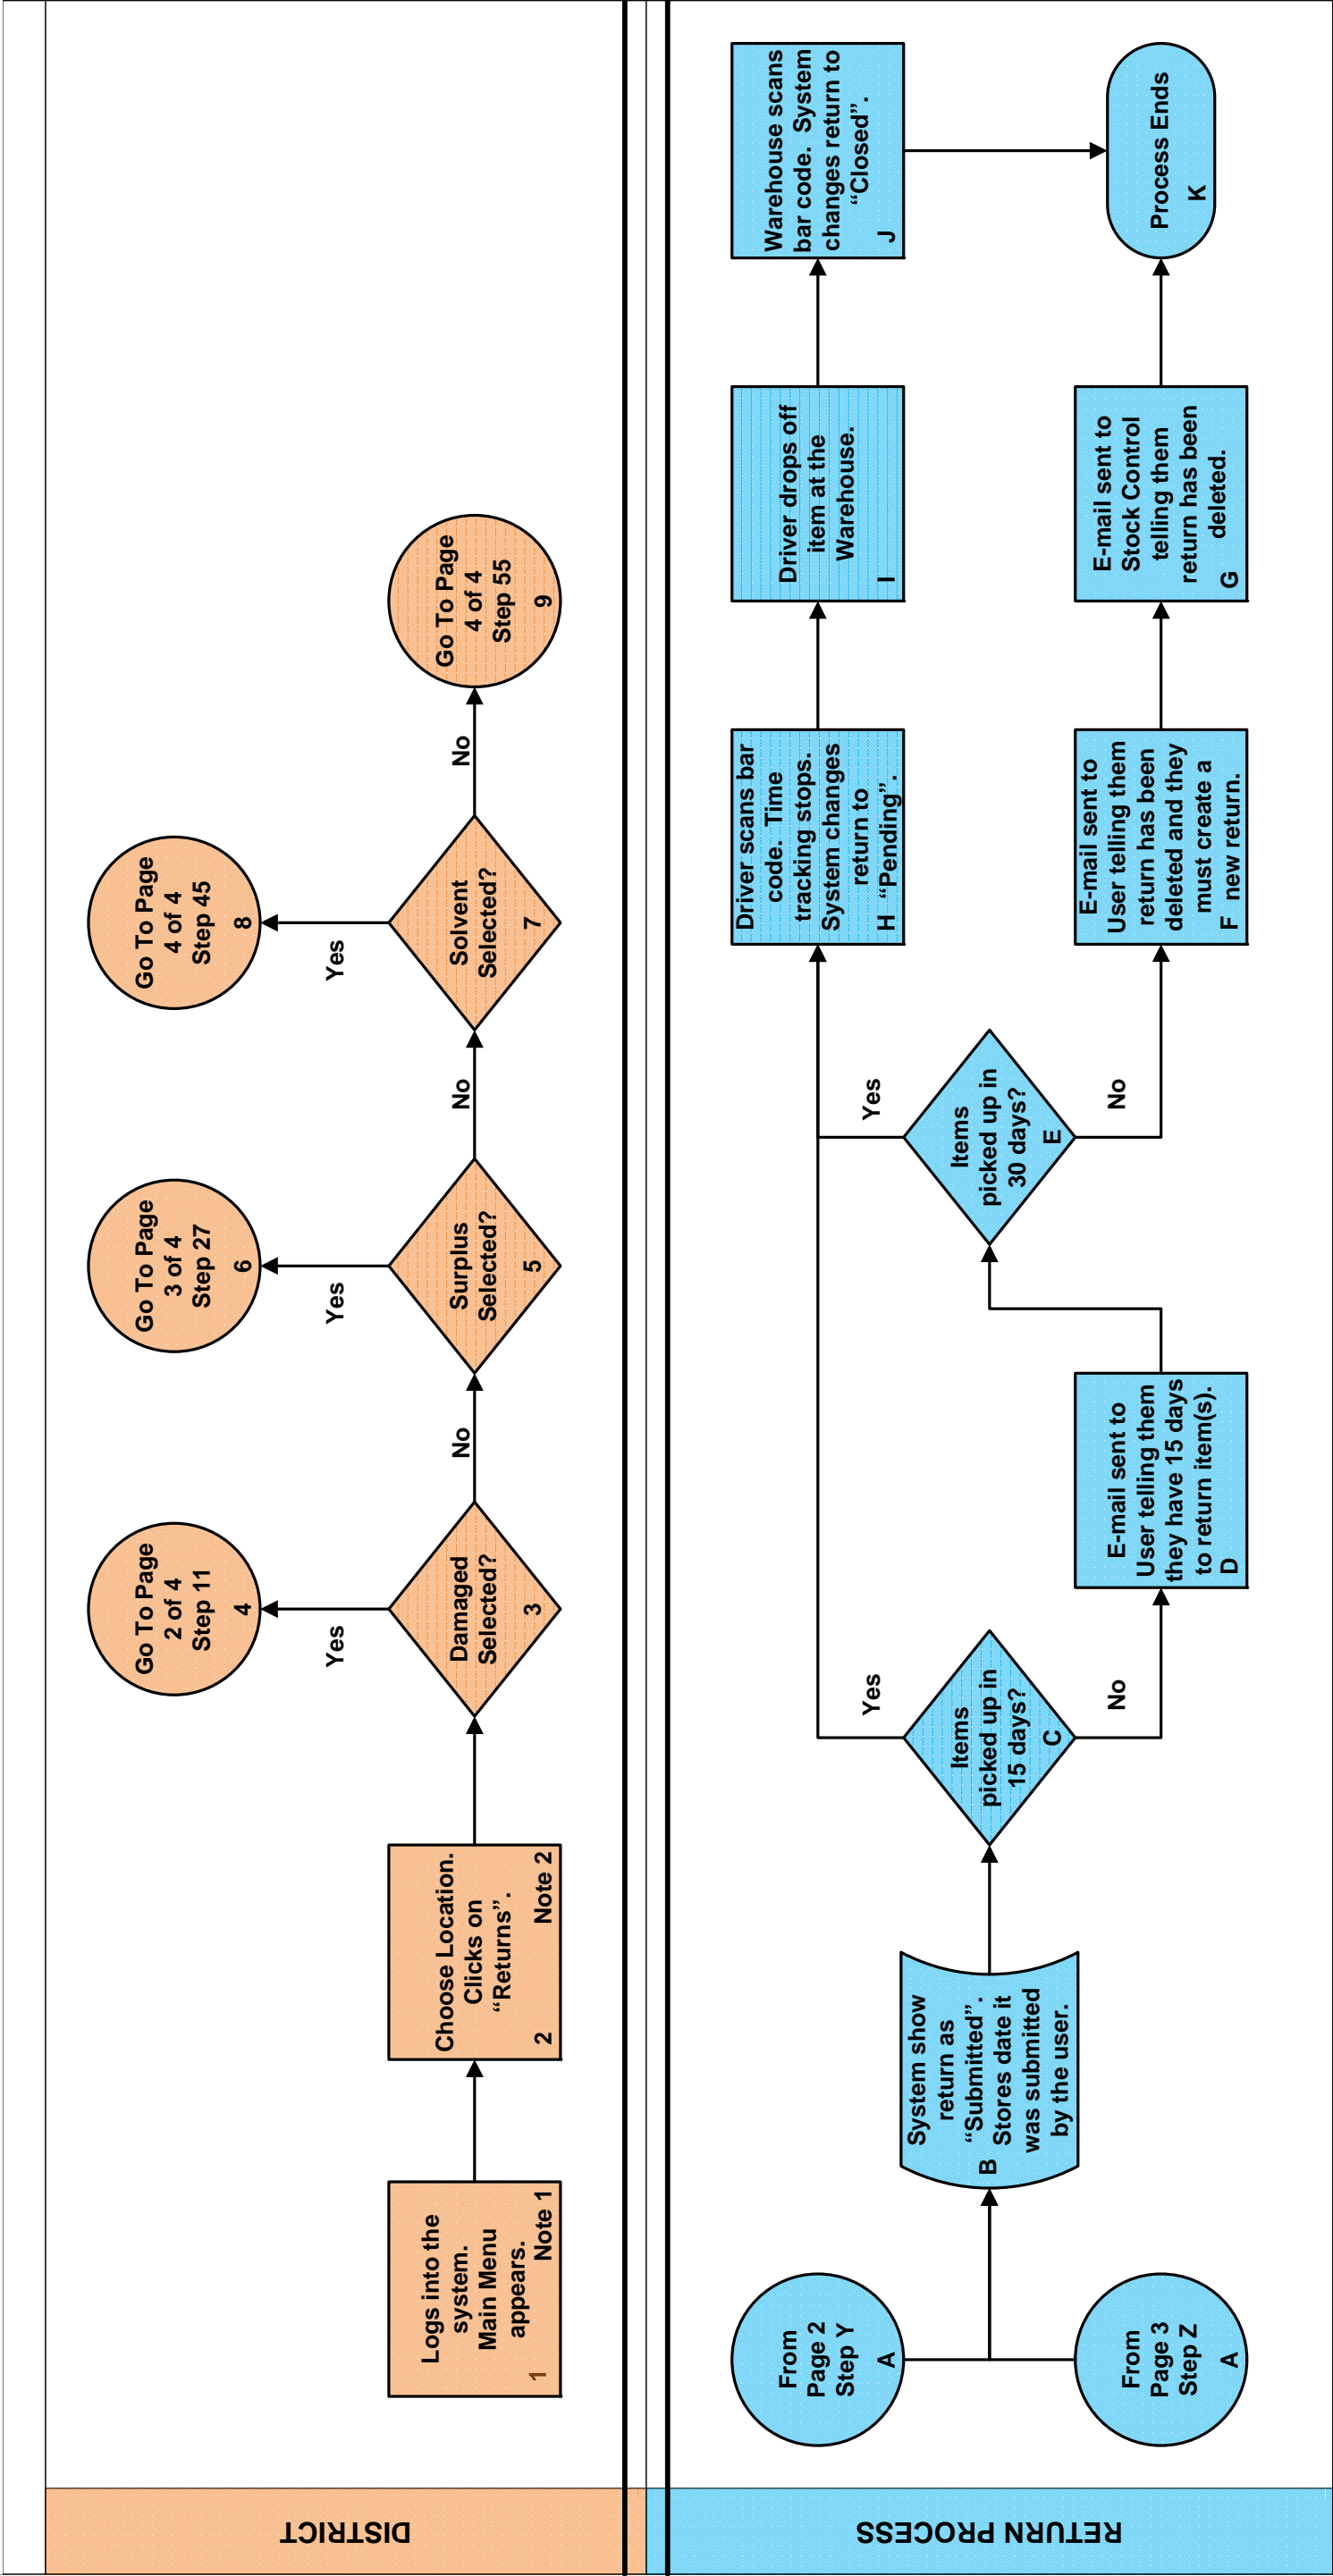 DISTRICT
Logs into the
system.
Main Menu
appears.
1 Note 1
Choose Location.
Clicks on
“Returns”.
2 Note 2
Damaged
Selected?
3
Yes
Go To Page
2 of 4
Step 11
4
No
Surplus
Selected?
5
Yes
Go To Page
3 of 4
Step 27
6
No
Solvent
Selected?
7
Yes
Go To Page
4 of 4
Step 45
8
No
Go To Page
4 of 4
Step 55
9
RETURN PROCESS
From
Page 2
Step Y
A
From
Page 3
Step Z
A
System show
return as
“Submitted”.
B Stores date it
was submitted
by the user.
Items
picked up in
15 days?
C
Yes
No
E-mail sent to
User telling them
they have 15 days
to return item(s).
D
Items
picked up in
30 days?
E
Yes
No
Driver scans bar
code. Time
tracking stops.
System changes
return to
H “Pending”.
E-mail sent to
User telling them
return has been
deleted and they
must create a
F new return.
Driver drops off
item at the
Warehouse.
I
E-mail sent to
Stock Control
telling them
return has been
G deleted.
Warehouse scans
bar code. System
changes return to
“Closed”.
J
Process Ends
K